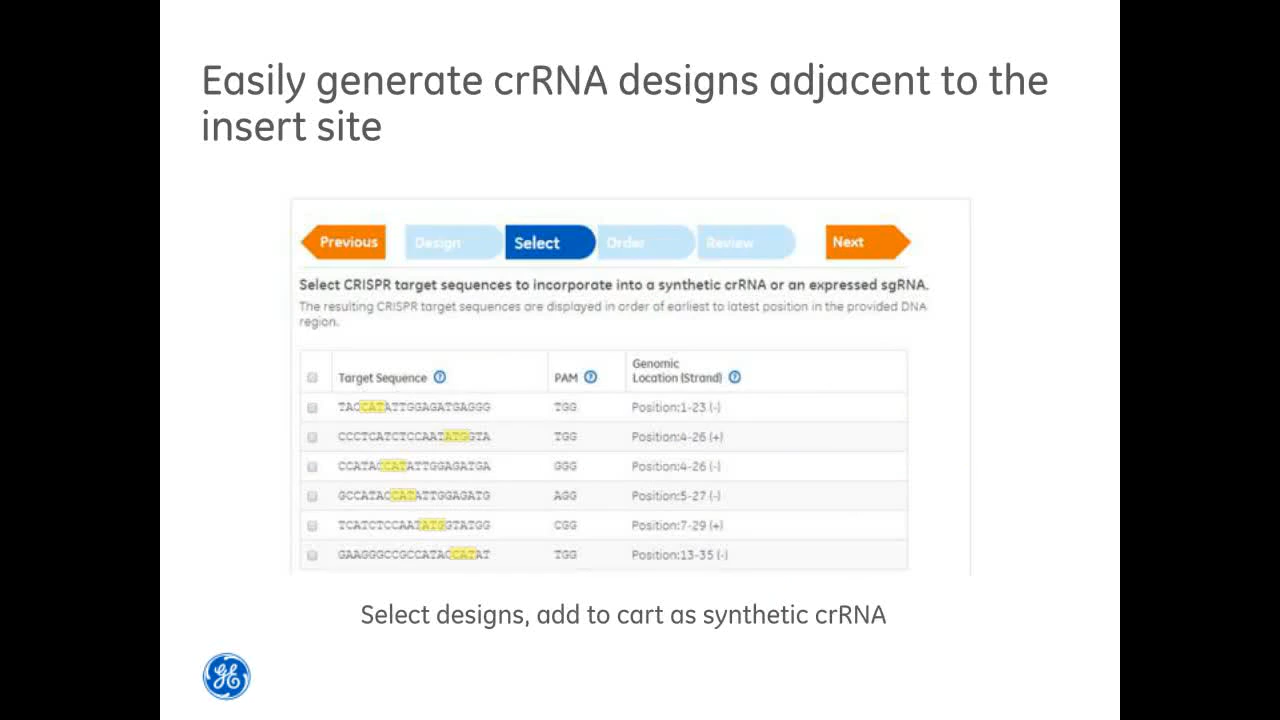 Easily generate crRNA designs adjacent to the
insert site
Previous
Design
Select
Order
Review
Next
Select CRISPR target sequences to incorporate into a synthetic crRNA or an expressed sgRNA.
The resulting CRISPR target sequences are displayed in order of earliest to latest position in the provided DNA
region.
Target Sequence ? PAM ? Genomic
Location (Strand) ?
TACCATATTGGAGATGAGGG TGG Position:1-23 (-)
CCCTCATCTCCAATATGGTA TGG Position:4-26 (+)
CCATACCATATTGGAGATGA GGG Position:4-26 (-)
GCCATACCATATTGGAGATG AGG Position:5-27 (-)
TCATCTCCAATATGGTATGG CGG Position:7-29 (+)
GAAGGGCCGCCATACCATAT TGG Position:13-35 (-)
Select designs, add to cart as synthetic crRNA
GE